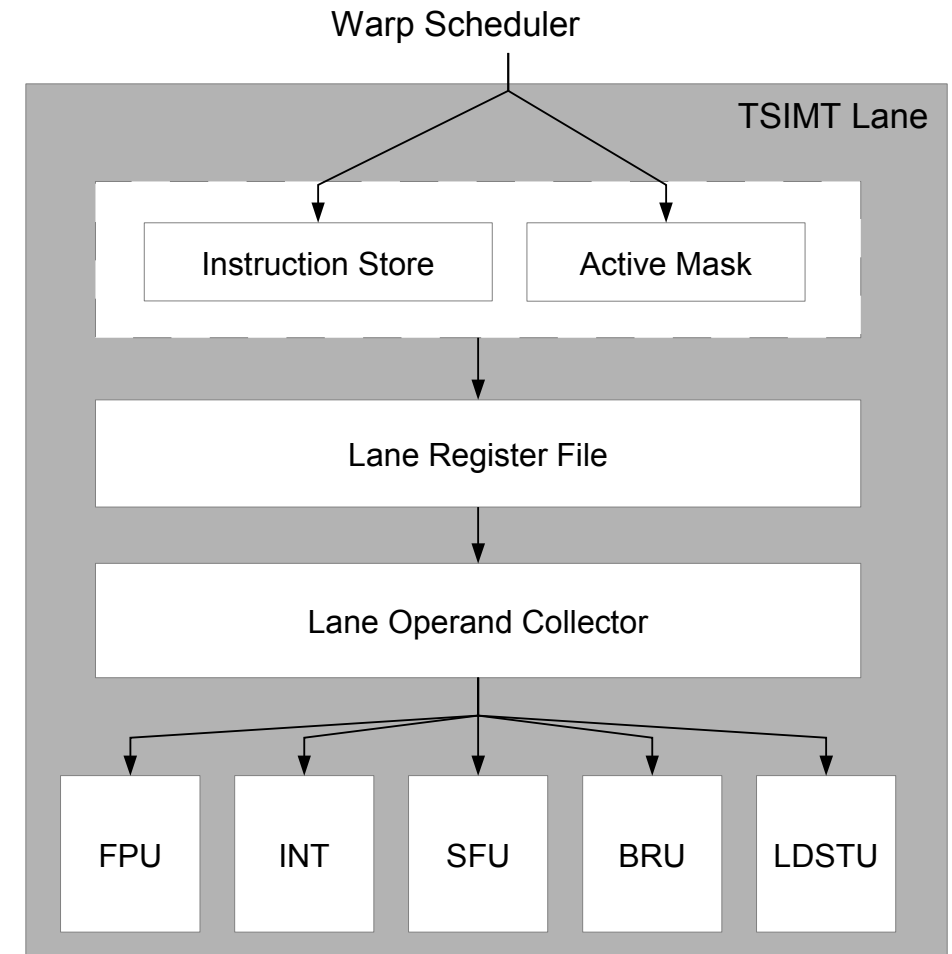 Warp Scheduler
TSIMT Lane
Instruction Store
Active Mask
Lane Register File
Lane Operand Collector
FPU
INT
SFU
BRU
LDSTU